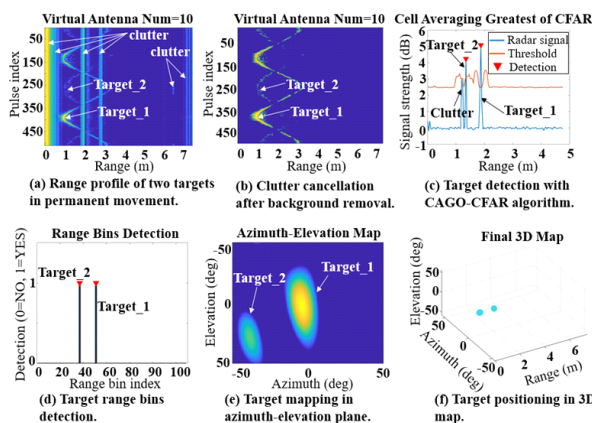 Virtual Antenna Num=10
Pulse index
50
150
250
350
450
clutter
clutter
Target_2
Target_1
0 1 2 3 4 5 6 7
Range (m)
(a) Range profile of two targets
in permanent movement.
Virtual Antenna Num=10
Pulse index
50
150
250
350
450
Target_2
Target_1
0 1 2 3 4 5 6 7
Range (m)
(b) Clutter cancellation
after background removal.
Cell Averaging Greatest of CFAR
Signal strength (dB)
6
5
4
3
2
1
0
-1
Radar signal
Threshold
Detection
Target_2
Clutter
Target_1
0 1 2 3 4 5
Range (m)
(c) Target detection with
CAGO-CFAR algorithm.
Range Bins Detection
Detection (0=NO, 1=YES)
1
0
Target_2
Target_1
0 20 40 60 80 100
Range bin index
(d) Target range bins
detection.
Azimuth-Elevation Map
Elevation (deg)
-50
0
50
Target_1
Target_2
-50 0 50
Azimuth (deg)
(e) Target mapping in
azimuth-elevation plane.
Final 3D Map
Elevation (deg)
50
0
-50
50
0
-50
Azimuth (deg)
0 2 4 6
Range (m)
(f) Target positioning in 3D
map.